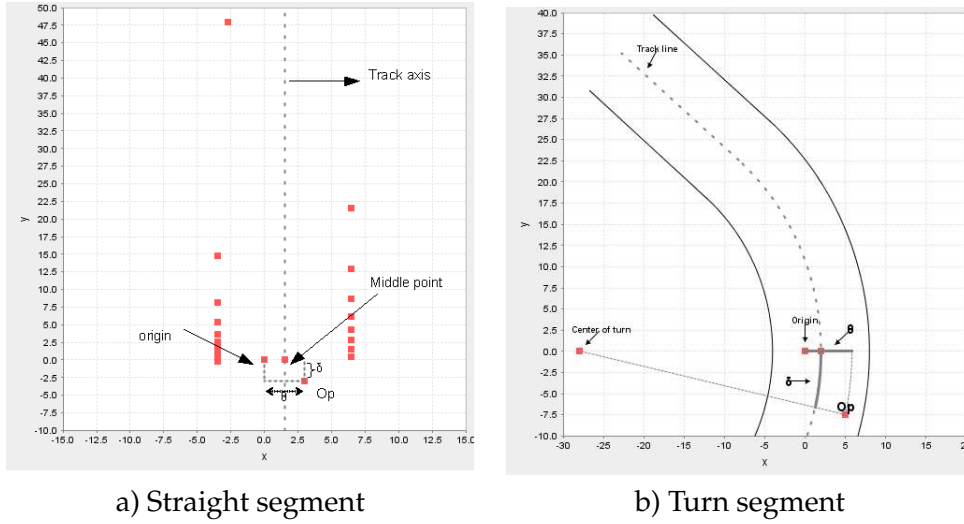 50.0
47.5
45.0
42.5
40.0
37.5
35.0
32.5
30.0
27.5
25.0
22.5
20.0
17.5
15.0
12.5
10.0
7.5
5.0
2.5
0.0
-2.5
-5.0
-7.5
-10.0
y
Track axis
Middle point
origin
δ
θ
Op
-15.0 -12.5 -10.0 -7.5 -5.0 -2.5 0.0 2.5 5.0 7.5 10.0 12.5 15.0
x
a) Straight segment
40.0
37.5
35.0
32.5
30.0
27.5
25.0
22.5
20.0
17.5
15.0
12.5
10.0
7.5
5.0
2.5
0.0
-2.5
-5.0
-7.5
-10.0
y
Track line
Origin
Center of turn
θ
δ
Op
-30 -25 -20 -15 -10 -5 0 5 10 15
x
b) Turn segment